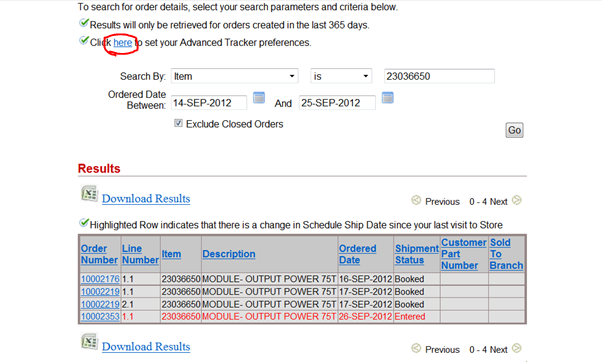 To search for order details, select your search parameters and criteria below.
Results will only be retrieved for orders created in the last 365 days.
Click here to set your Advanced Tracker preferences.
Search By: Item is 23036650
Ordered Date Between: 14-SEP-2012 And 25-SEP-2012
Exclude Closed Orders
Go
Results
Download Results Previous 0 - 4 Next
Highlighted Row indicates that there is a change in Schedule Ship Date since your last visit to Store
Order Number Line Number Item Description Ordered Date Shipment Status Customer Part Number Sold To Branch
10002176 1.1 23036650 MODULE- OUTPUT POWER 75T 16-SEP-2012 Booked
10002219 1.1 23036650 MODULE- OUTPUT POWER 75T 17-SEP-2012 Booked
10002219 2.1 23036650 MODULE- OUTPUT POWER 75T 17-SEP-2012 Booked
10002353 1.1 23036650 MODULE- OUTPUT POWER 75T 26-SEP-2012 Entered
Download Results Previous 0 - 4 Next